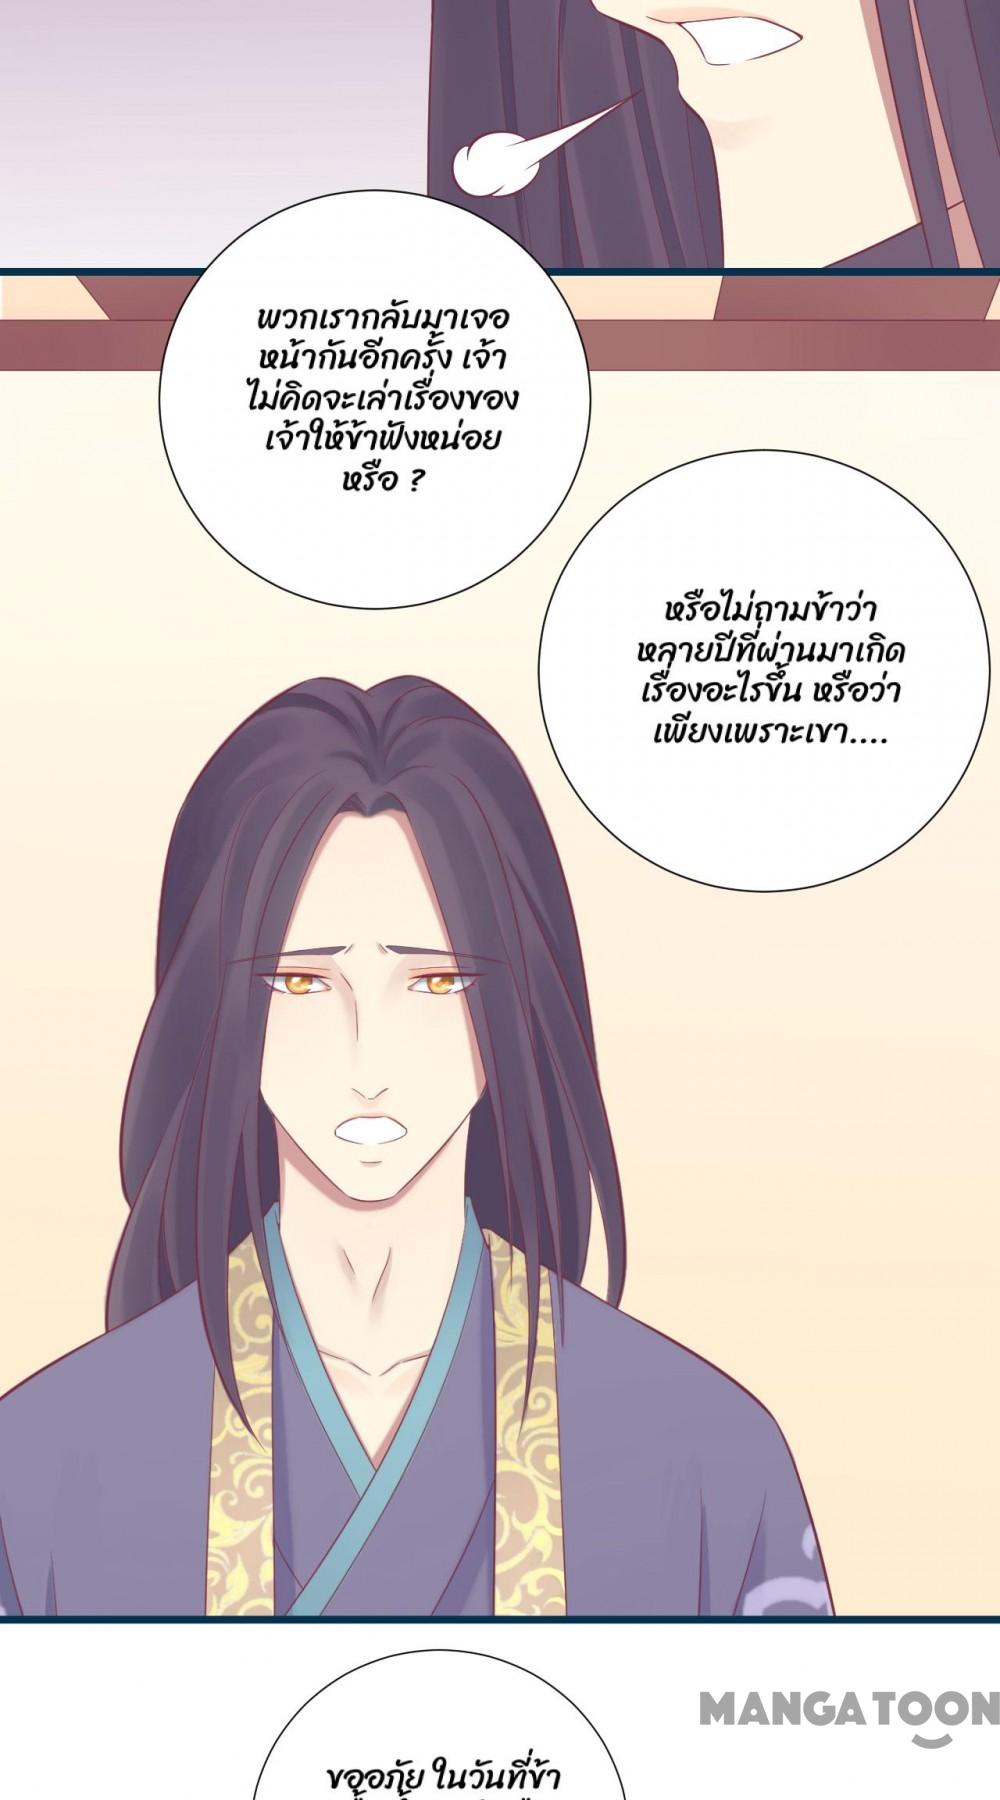 พวกเรากลับมาเจอ
หน้ากันอีกครั้ง เจ้า
ไม่คิดจะเล่าเรื่องของ
เจ้าให้ข้าฟังหน่อย
หรือ ?
หรือไม่ถามข้าว่า
หลายปีที่ผ่านมาเกิด
เรื่องอะไรขึ้น หรือว่า
เพียงเพราะเขา....
MANGATOON
ขออภัย ในวันที่ข้า